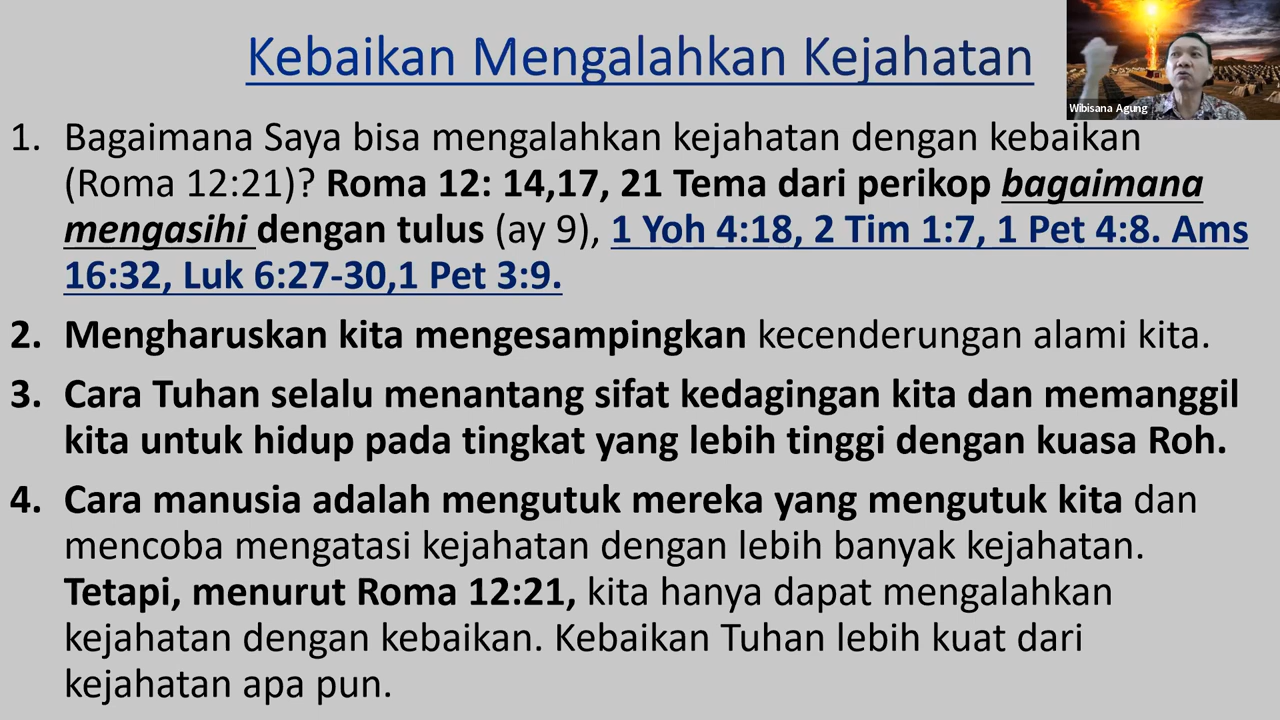 Kebaikan Mengalahkan Kejahatan
Wibisana Agung
1. Bagaimana Saya bisa mengalahkan kejahatan dengan kebaikan
(Roma 12:21)? Roma 12: 14,17, 21 Tema dari perikop bagaimana
mengasihi dengan tulus (ay 9), 1 Yoh 4:18, 2 Tim 1:7, 1 Pet 4:8. Ams
16:32, Luk 6:27-30,1 Pet 3:9.
2. Mengharuskan kita mengesampingkan kecenderungan alami kita.
3. Cara Tuhan selalu menantang sifat kedagingan kita dan memanggil
kita untuk hidup pada tingkat yang lebih tinggi dengan kuasa Roh.
4. Cara manusia adalah mengutuk mereka yang mengutuk kita dan
mencoba mengatasi kejahatan dengan lebih banyak kejahatan.
Tetapi, menurut Roma 12:21, kita hanya dapat mengalahkan
kejahatan dengan kebaikan. Kebaikan Tuhan lebih kuat dari
kejahatan apa pun.